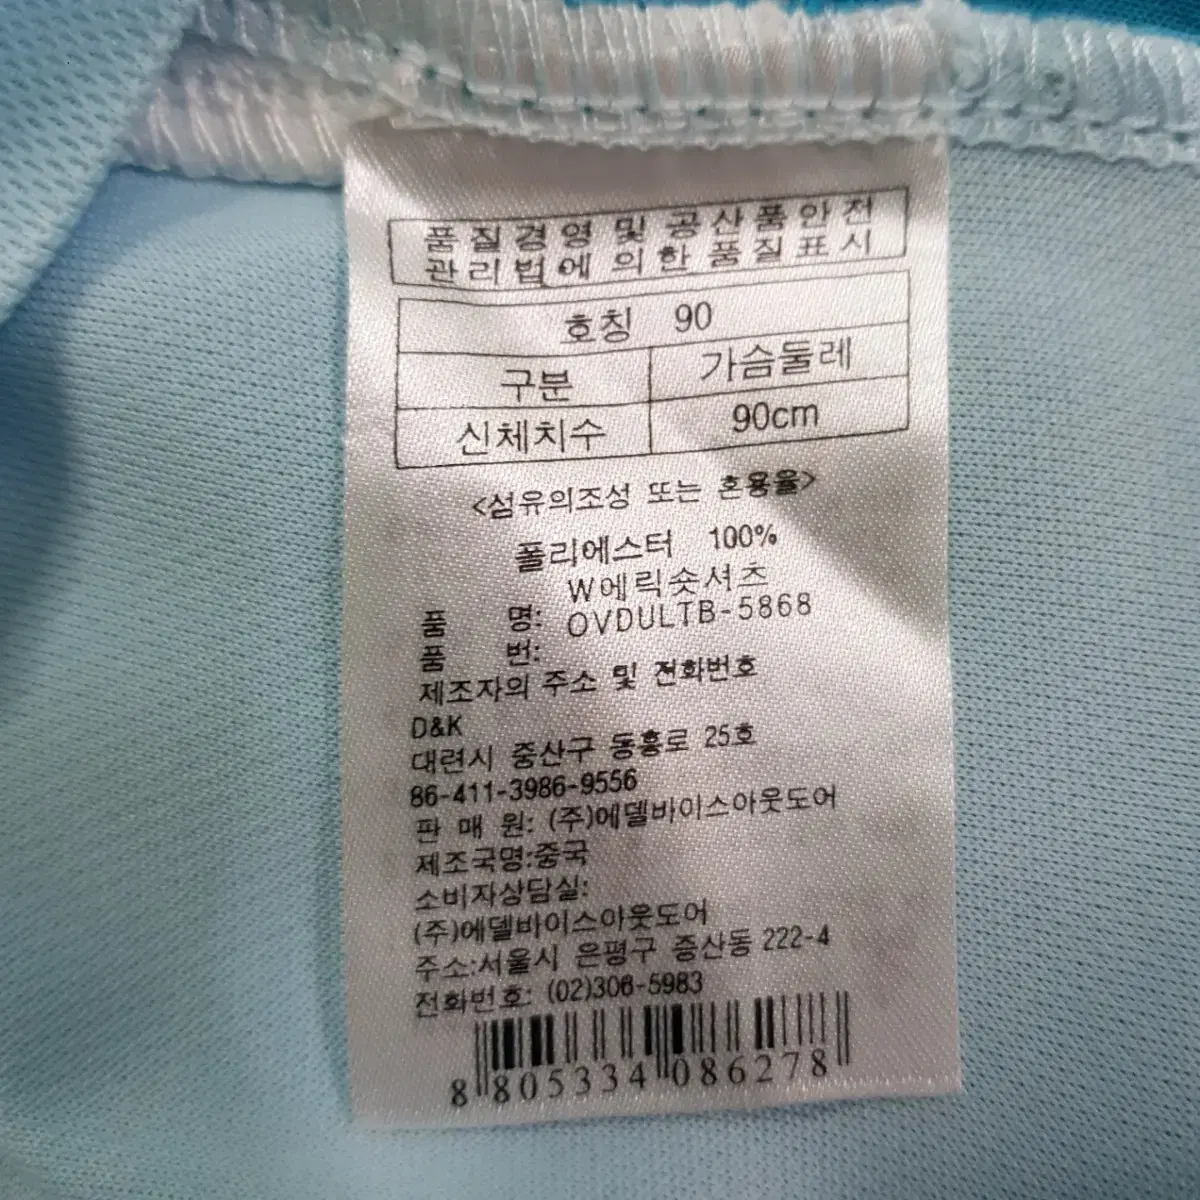 품질경영 및 공산품안전
관리법에 의한 품질표시
호칭 90
구분 가슴둘레
신체치수 90cm
<섬유의조성 또는 혼용율>
폴리에스터 100%
W에릭숏셔츠
품 명: OVDULTB-5868
품 번:
제조자의 주소 및 전화번호
D&K
대련시 중산구 동흥로 25호
86-411-3986-9556
판 매 원: (주)에델바이스아웃도어
제조국명:중국
소비자상담실:
(주)에델바이스아웃도어
주소:서울시 은평구 증산동 222-4
전화번호: (02)306-5983
8 805334 086278